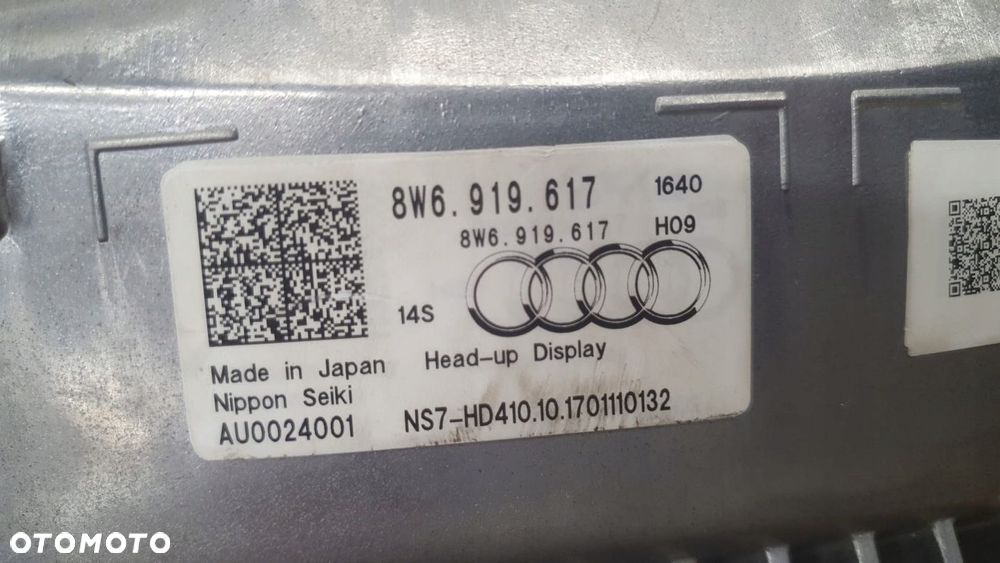 8W6.919.617 1640
8W6.919.617 H09
14S
Made in Japan Head-up Display
Nippon Seiki
AU0024001 NS7-HD410.10.1701110132
OTOMOTO